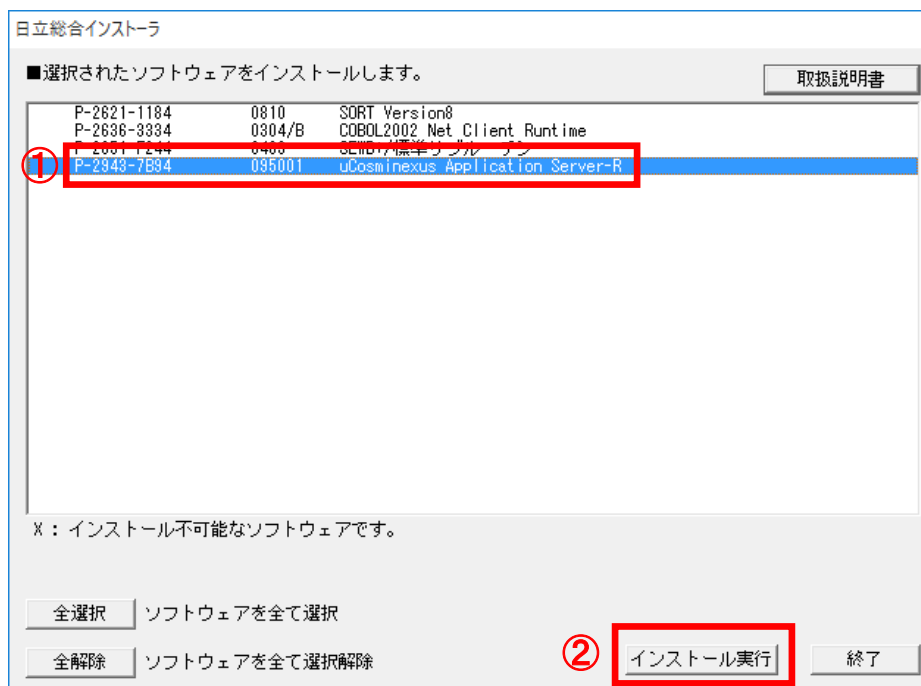 日立総合インストーラ
■選択されたソフトウェアをインストールします。
取扱説明書
P-2621-1184 0810 SORT Version8
P-2636-3334 0304/B COBOL2002 Net Client Runtime
① P-2943-7B94 095001 uCosminexus Application Server-R
X : インストール不可能なソフトウェアです。
全選択 ソフトウェアを全て選択
全解除 ソフトウェアを全て選択解除
② インストール実行 終了